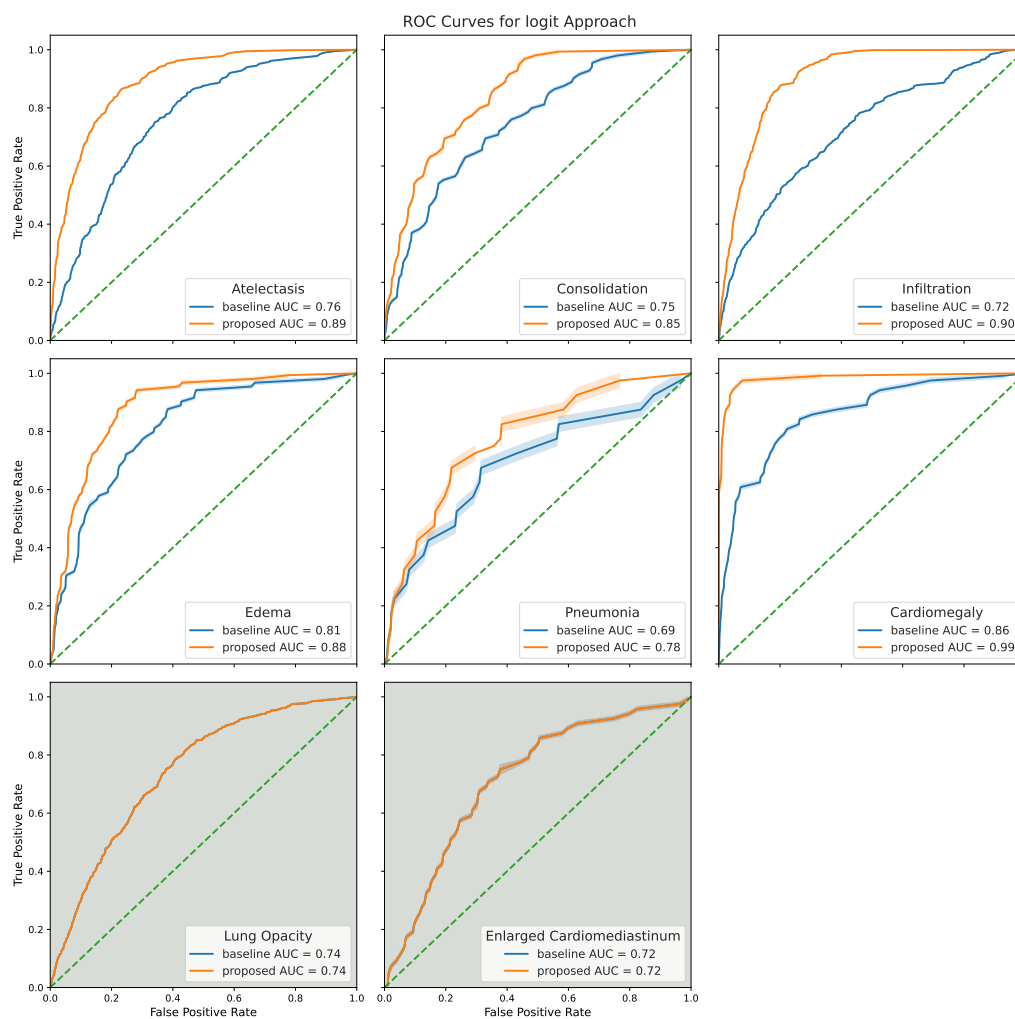 ROC Curves for logit Approach
1.0
0.8
0.6
0.4
0.2
0.0
True Positive Rate
Atelectasis
baseline AUC = 0.76
proposed AUC = 0.89
Consolidation
baseline AUC = 0.75
proposed AUC = 0.85
Infiltration
baseline AUC = 0.72
proposed AUC = 0.90
1.0
0.8
0.6
0.4
0.2
0.0
True Positive Rate
Edema
baseline AUC = 0.81
proposed AUC = 0.88
Pneumonia
baseline AUC = 0.69
proposed AUC = 0.78
Cardiomegaly
baseline AUC = 0.86
proposed AUC = 0.99
1.0
0.8
0.6
0.4
0.2
0.0
True Positive Rate
Lung Opacity
baseline AUC = 0.74
proposed AUC = 0.74
0.0 0.2 0.4 0.6 0.8 1.0
False Positive Rate
Enlarged Cardiomediastinum
baseline AUC = 0.72
proposed AUC = 0.72
0.0 0.2 0.4 0.6 0.8 1.0
False Positive Rate